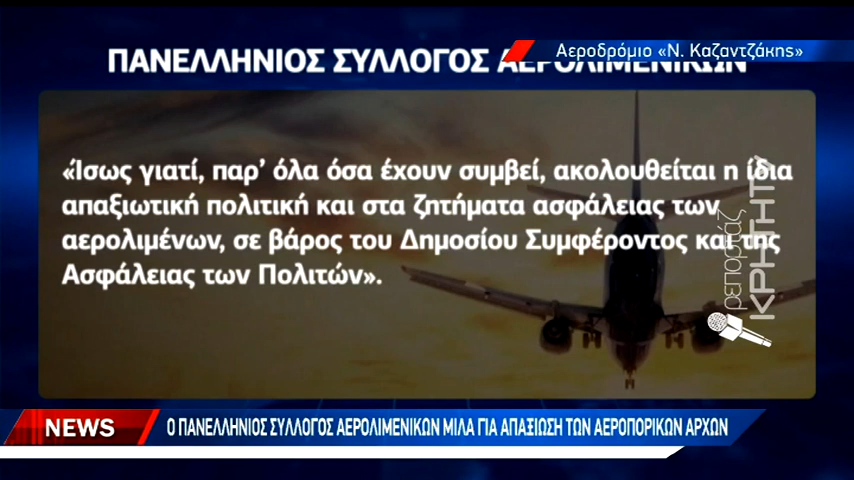 Αεροδρόμιο «Ν. Καζαντζάκης»
ΠΑΝΕΛΛΗΝΙΟΣ ΣΥΛΛΟΓΟΣ ΑΕΡΟΛΙΜΕΝΙΚΩΝ
«Ίσως γιατί, παρ’ όλα όσα έχουν συμβεί, ακολουθείται η ίδια
απαξιωτική πολιτική και στα ζητήματα ασφάλειας των
αερολιμένων, σε βάρος του Δημοσίου Συμφέροντος και της
Ασφάλειας των Πολιτών».
ρεπορτάζ
ΚΡΗΤΗTV
NEWS
Ο ΠΑΝΕΛΛΗΝΙΟΣ ΣΥΛΛΟΓΟΣ ΑΕΡΟΛΙΜΕΝΙΚΩΝ ΜΙΛΑ ΓΙΑ ΑΠΑΞΙΩΣΗ ΤΩΝ ΑΕΡΟΠΟΡΙΚΩΝ ΑΡΧΩΝ